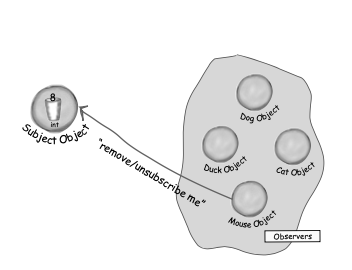 8
int
Subject Object
Dog Object
Duck Object
Cat Object
"remove/unsubscribe me"
Mouse Object
Observers